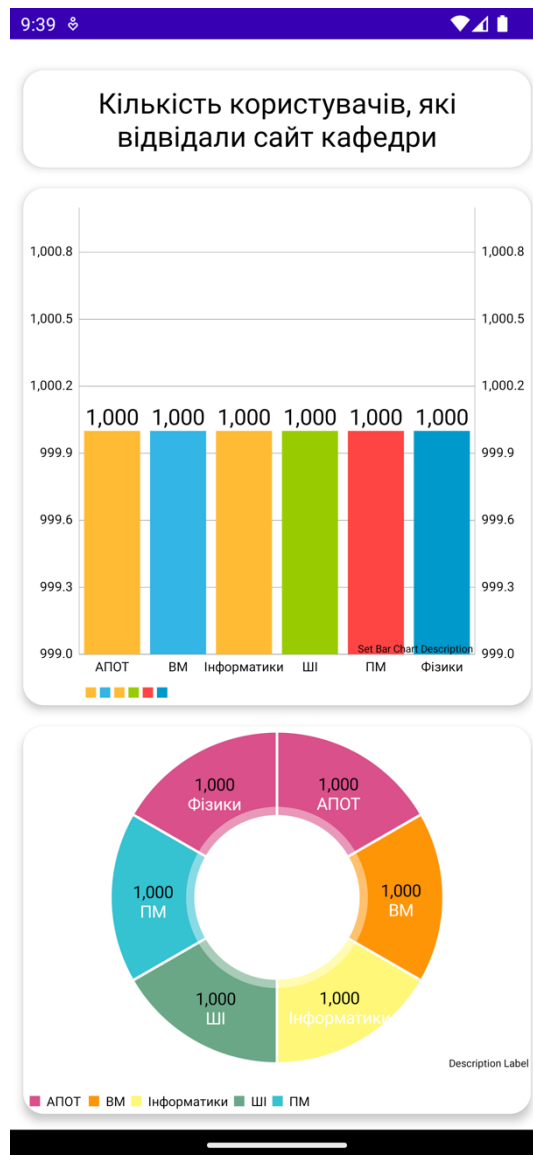 9:39
Кількість користувачів, які
відвідали сайт кафедри
1,000.8 1,000.8
1,000.5 1,000.5
1,000.2 1,000.2
1,000 1,000 1,000 1,000 1,000 1,000
999.9 999.9
999.6 999.6
999.3 999.3
Set Bar Chart Description
999.0 999.0
АПОТ ВМ Інформатики ШІ ПМ Фізики
1,000 1,000
Фізики АПОТ
1,000 1,000
ПМ ВМ
1,000 1,000
ШІ Інформатики
Description Label
АПОТ ВМ Інформатики ШІ ПМ